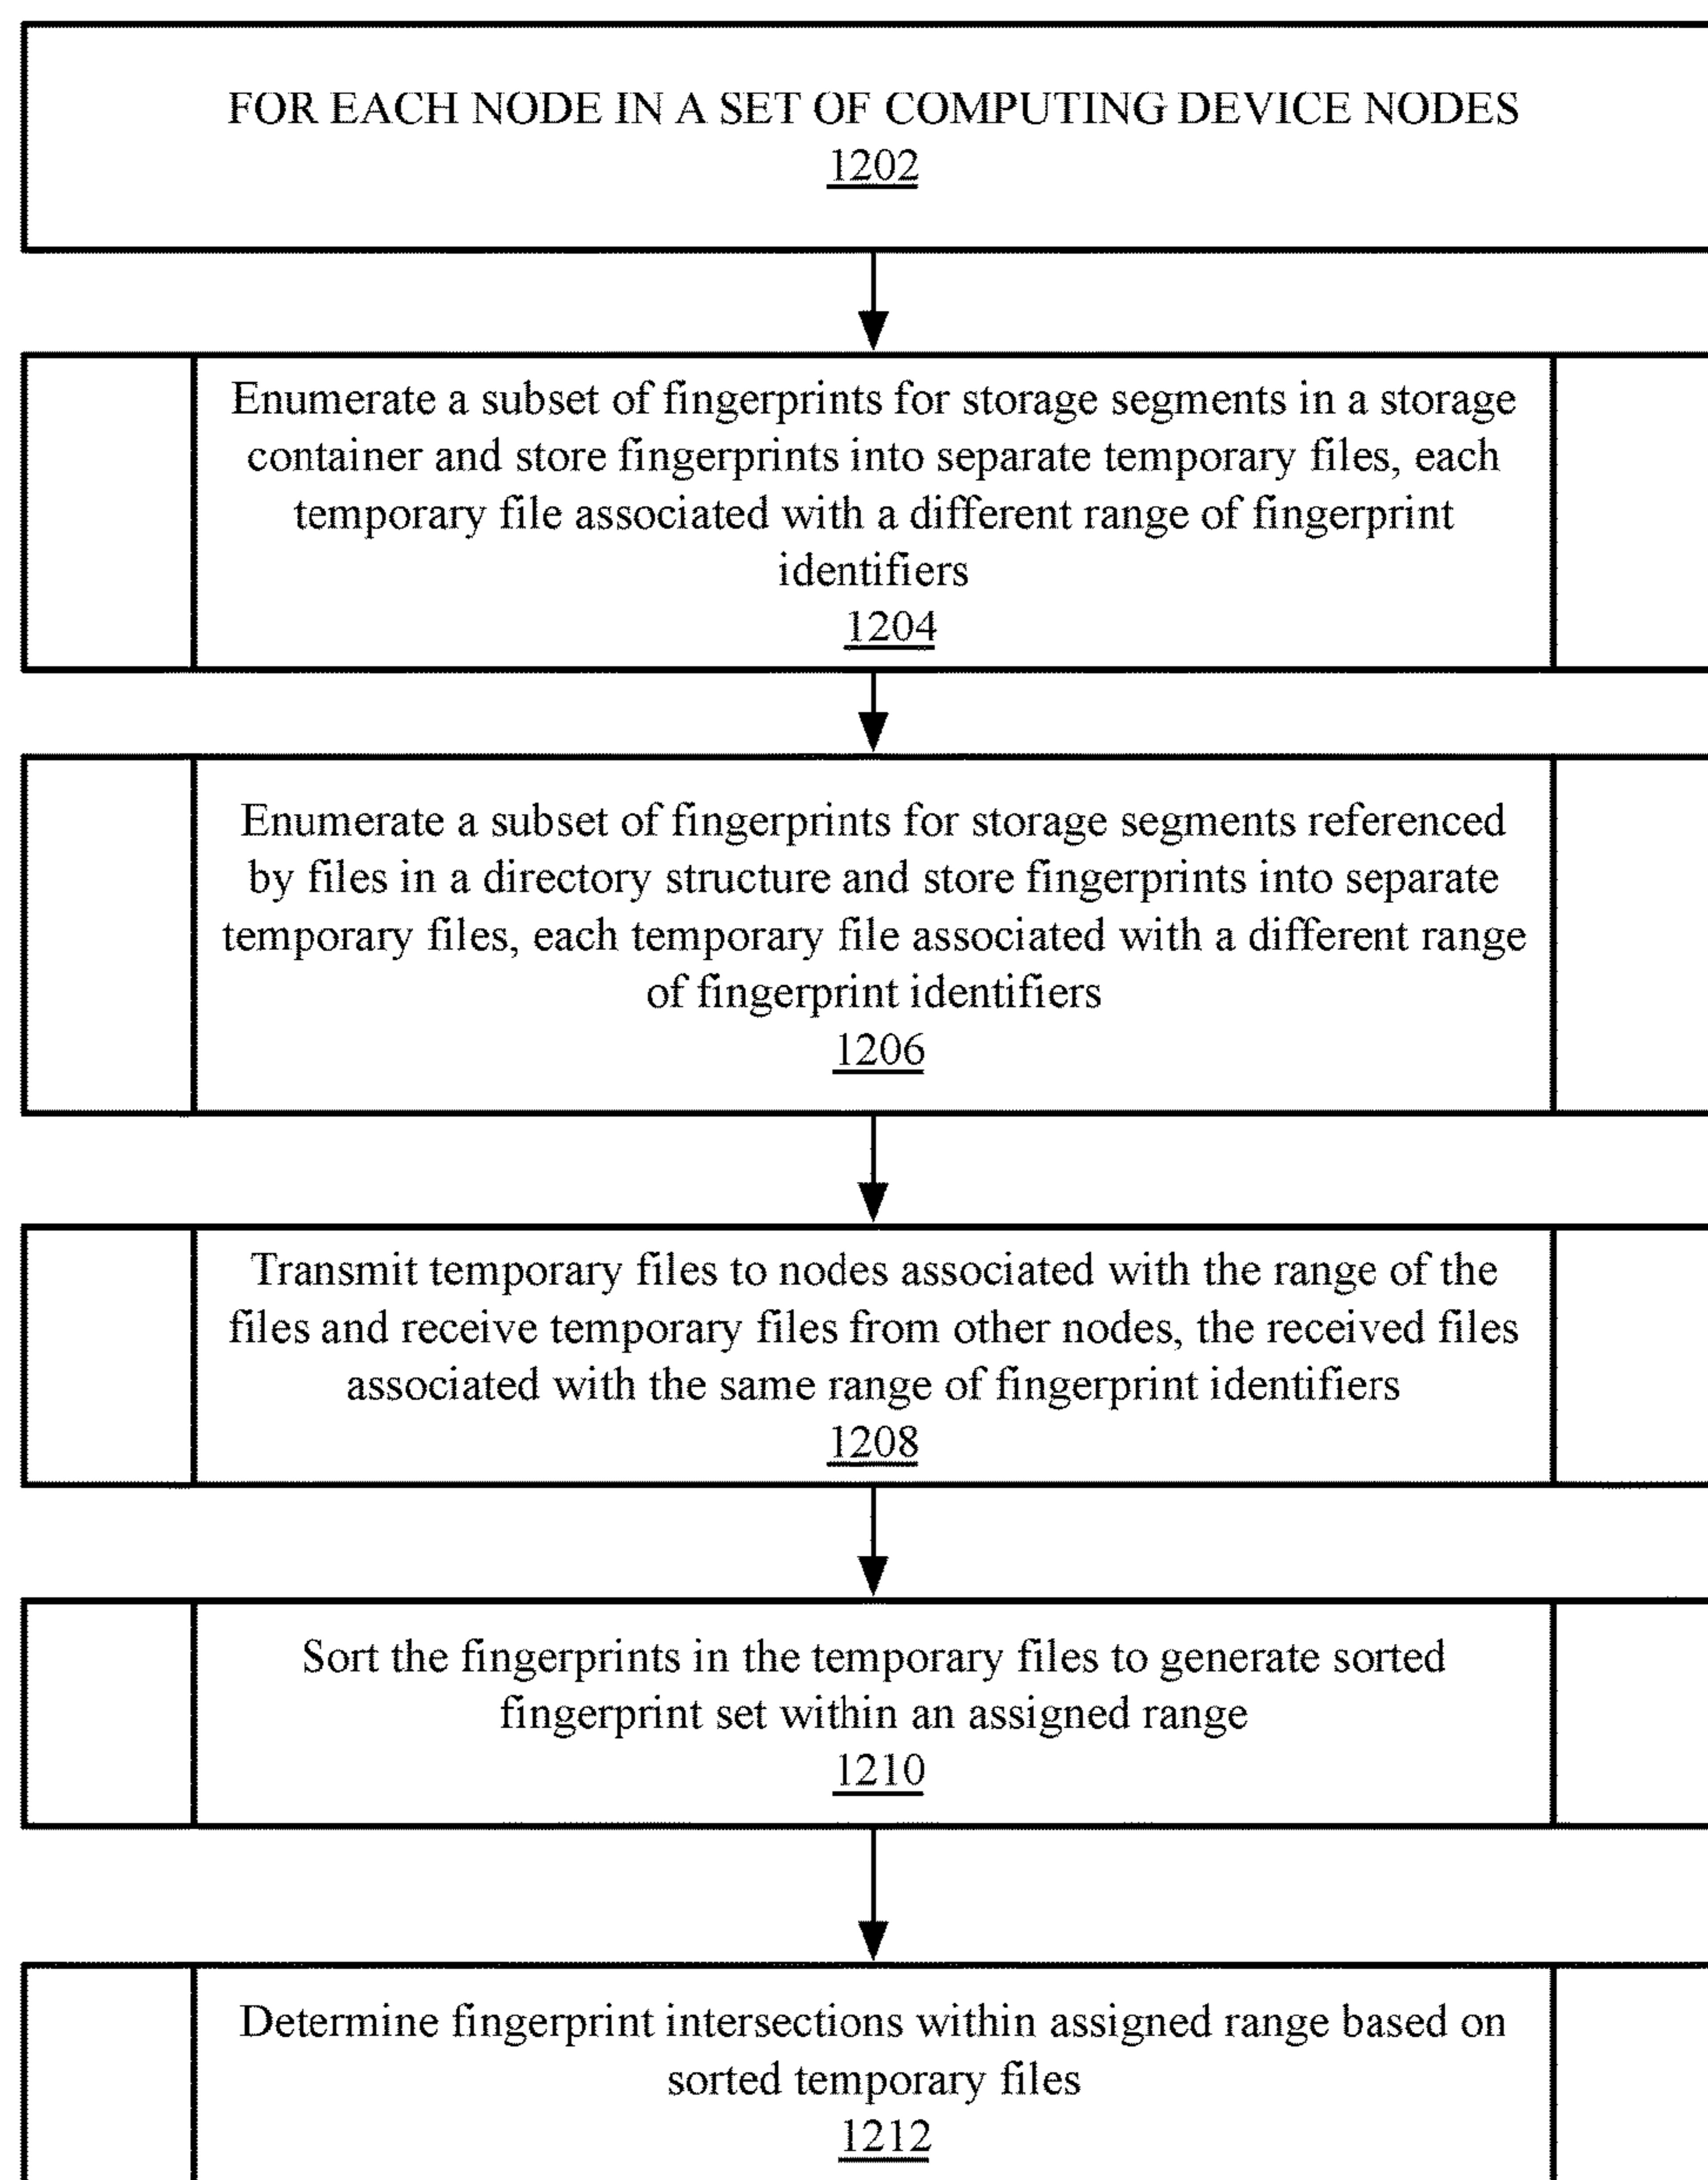 FOR EACH NODE IN A SET OF COMPUTING DEVICE NODES
1202
Enumerate a subset of fingerprints for storage segments in a storage
container and store fingerprints into separate temporary files, each
temporary file associated with a different range of fingerprint
identifiers
1204
Enumerate a subset of fingerprints for storage segments referenced
by files in a directory structure and store fingerprints into separate
temporary files, each temporary file associated with a different range
of fingerprint identifiers
1206
Transmit temporary files to nodes associated with the range of the
files and receive temporary files from other nodes, the received files
associated with the same range of fingerprint identifiers
1208
Sort the fingerprints in the temporary files to generate sorted
fingerprint set within an assigned range
1210
Determine fingerprint intersections within assigned range based on
sorted temporary files
1212